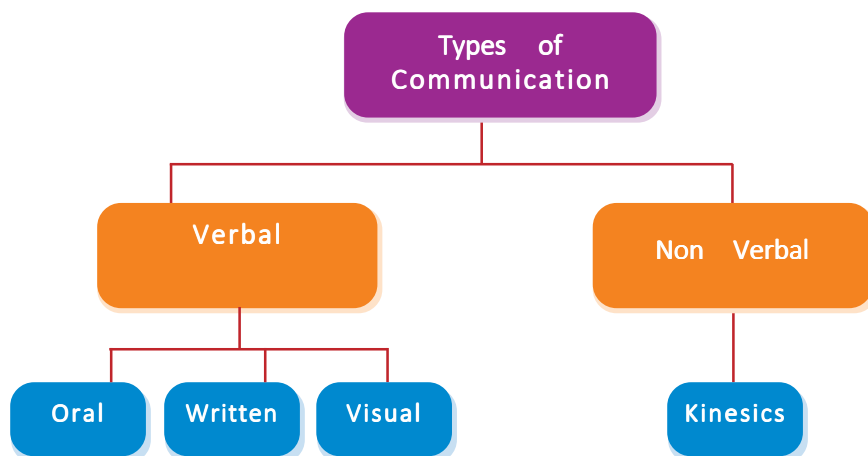 Types of
Communication
Verbal
Non Verbal
Oral
Written
Visual
Kinesics